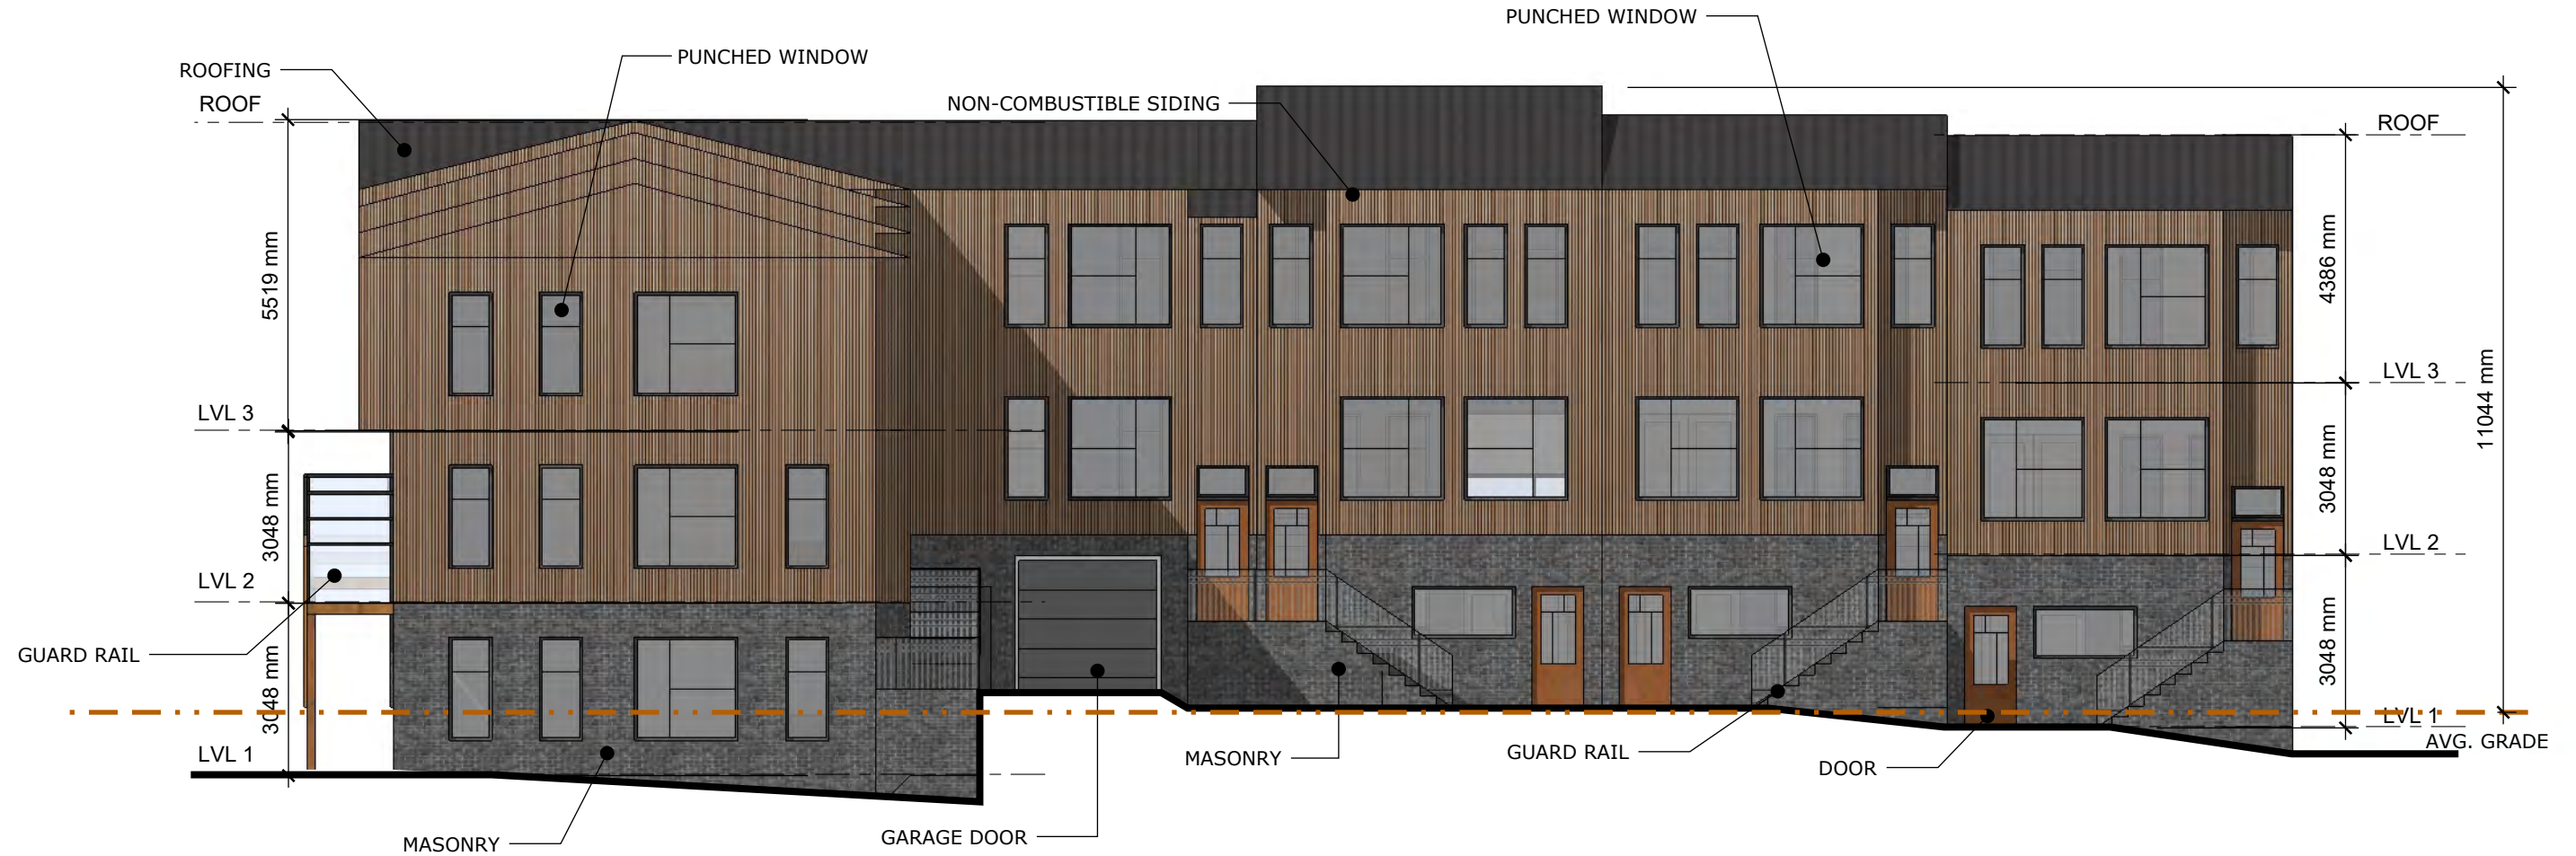 PUNCHED WINDOW
PUNCHED WINDOW
ROOFING
ROOF
NON-COMBUSTIBLE SIDING
ROOF
5519 mm
4386 mm
11044 mm
LVL 3
LVL 3
3048 mm
3048 mm
LVL 2
LVL 2
GUARD RAIL
3048 mm
3048 mm
LVL 1
AVG. GRADE
LVL 1
MASONRY
GUARD RAIL
DOOR
GARAGE DOOR
MASONRY